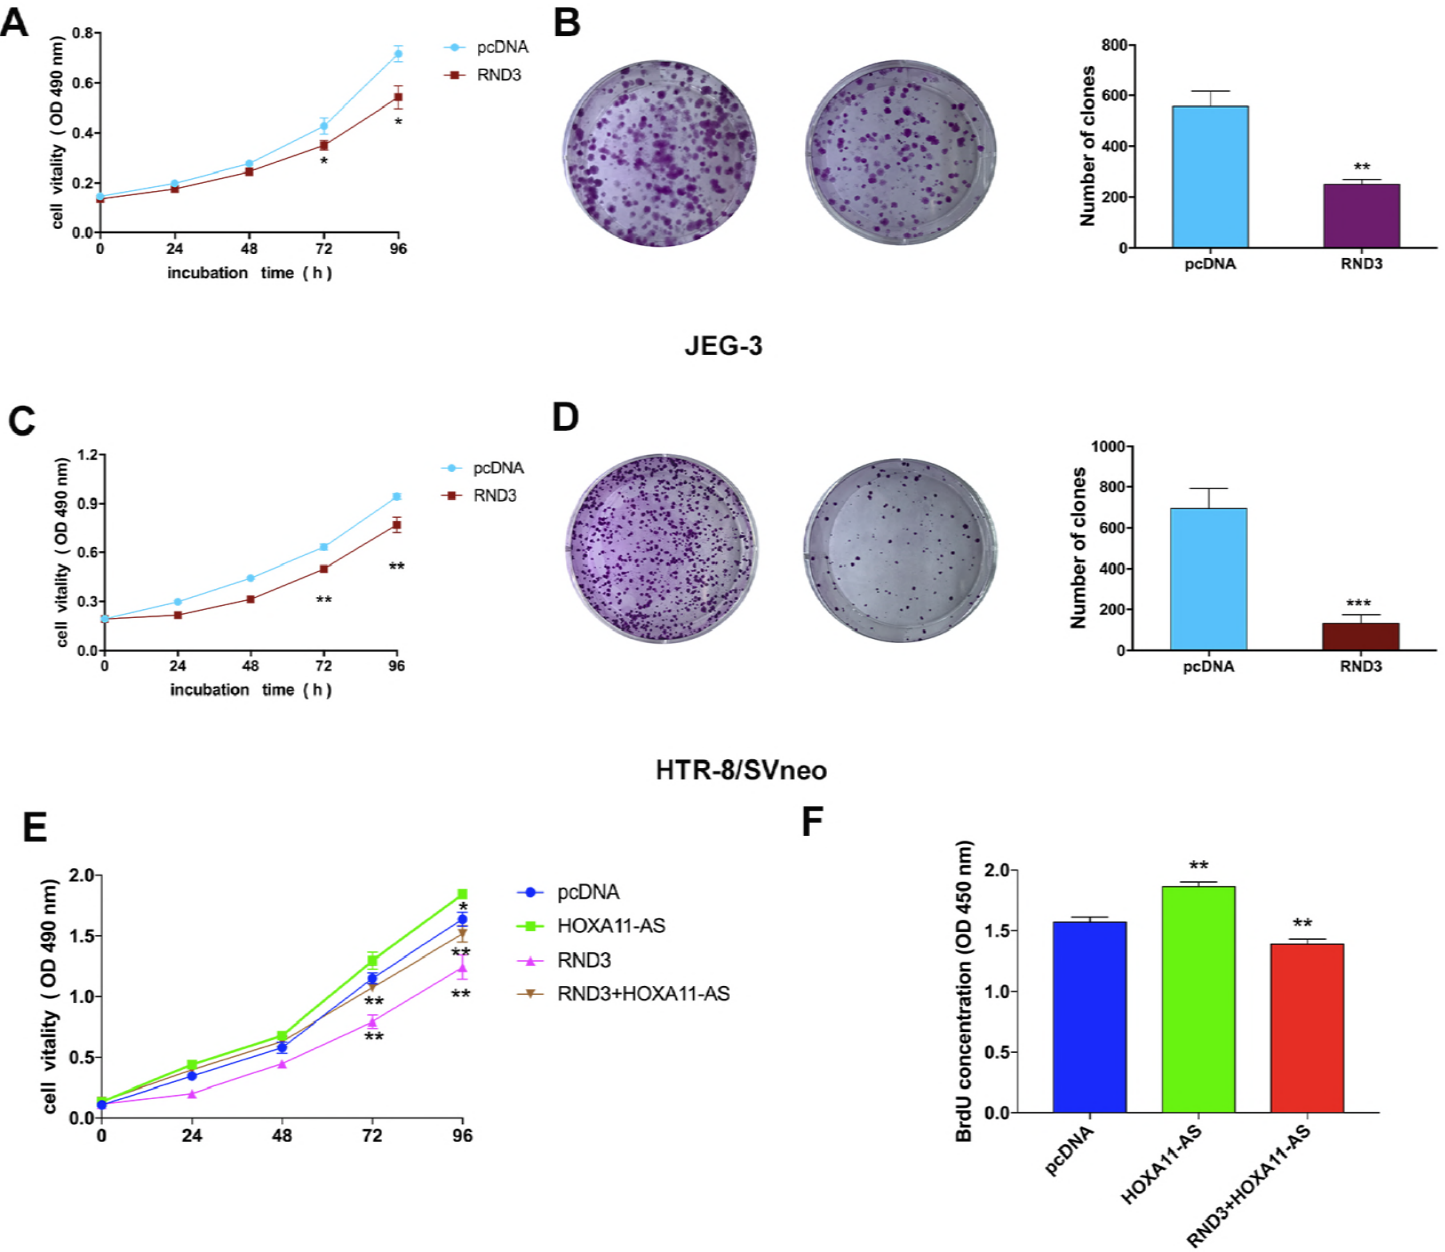 A
0.8
0.6
0.4
0.2
0.0
0 24 48 72 96
cell vitality ( OD 490 nm)
incubation time ( h )
pcDNA
RND3
*
*
B
800
600
400
200
0
Number of clones
**
pcDNA RND3
JEG-3
C
1.2
0.9
0.6
0.3
0.0
0 24 48 72 96
cell vitality ( OD 490 nm)
incubation time ( h )
pcDNA
RND3
**
**
D
1000
800
600
400
200
0
Number of clones
***
pcDNA RND3
HTR-8/SVneo
E
2.0
1.5
1.0
0.5
0.0
0 24 48 72 96
cell vitality ( OD 490 nm)
pcDNA
HOXA11-AS
RND3
RND3+HOXA11-AS
*
**
**
**
**
F
2.0
1.5
1.0
0.5
0.0
BrdU concentration (OD 450 nm)
**
**
pcDNA
HOXA11-AS
RND3+HOXA11-AS